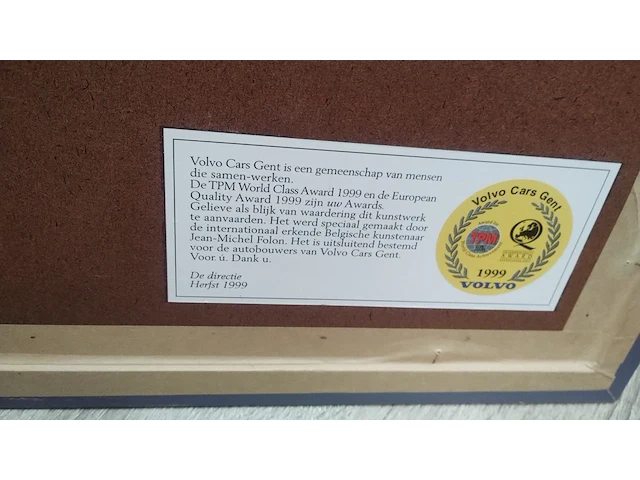 Volvo Cars Gent is een gemeenschap van mensen
die samen-werken.
De TPM World Class Award 1999 en de European
Quality Award 1999 zijn uw Awards.
Gelieve als blijk van waardering dit kunstwerk
te aanvaarden. Het werd speciaal gemaakt door
de internationaal erkende Belgische kunstenaar
Jean-Michel Folon. Het is uitsluitend bestemd
voor de autobouwers van Volvo Cars Gent.
Voor ú. Dank u.
De directie
Herfst 1999
Volvo Cars Gent
TPM
AWARD
1999
VOLVO